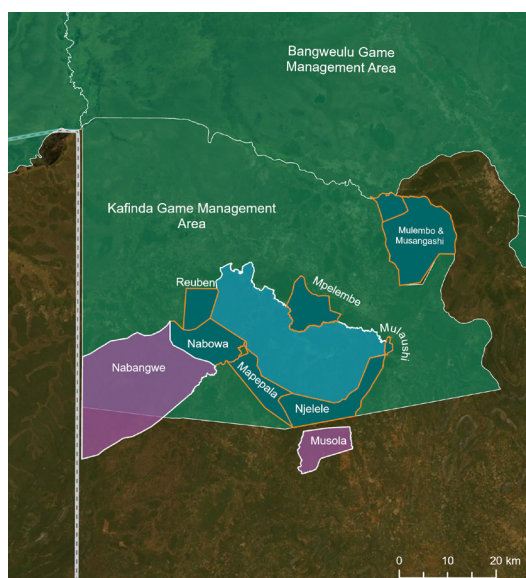 Bangweulu Game
Management Area
Kafinda Game Management
Area
Mulembo &
Musangashi
Reuben
Mpelembe
Mulaushi
Nabowa
Nabangwe
Mapepala
Njelele
Musola
0 10 20 km